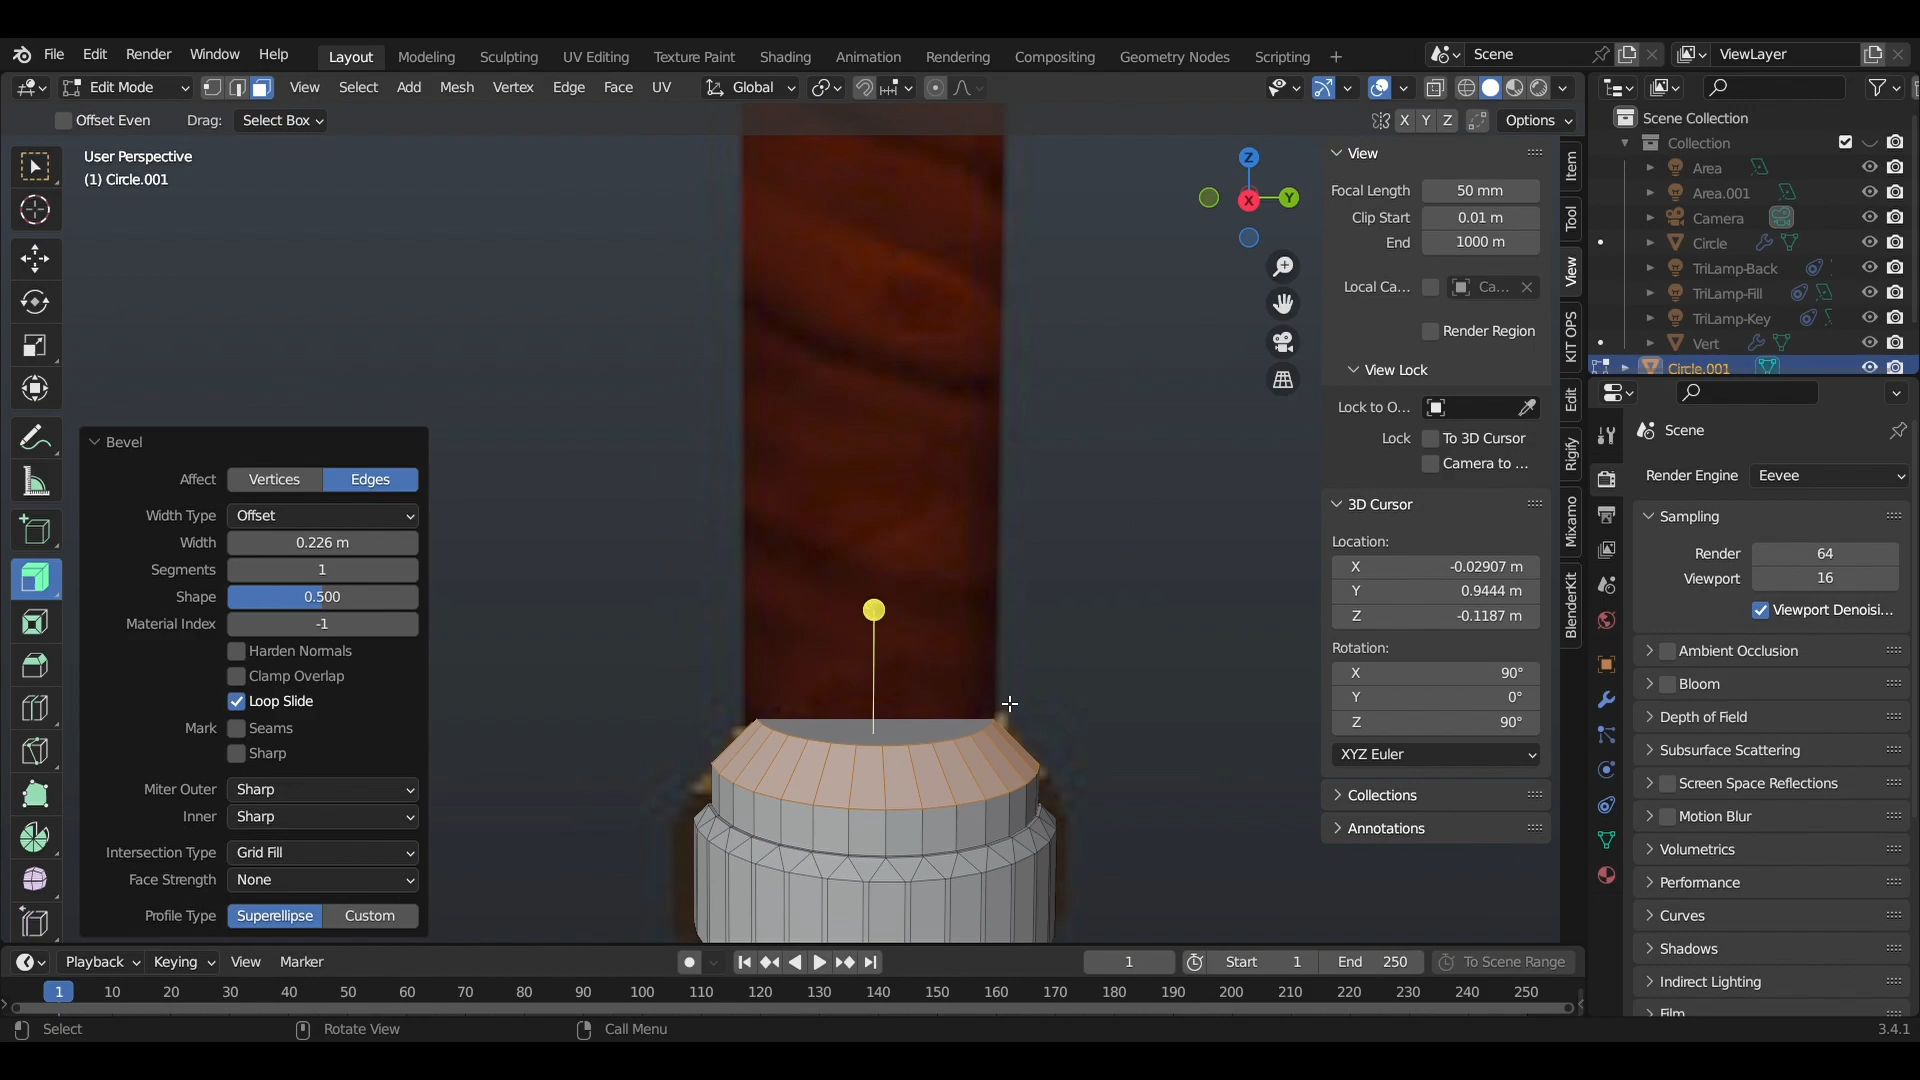 File Edit Render Window Help Layout Modeling Sculpting UV Editing Texture Paint Shading Animation Rendering Compositing Geometry Nodes Scripting + Scene ViewLayer
Edit Mode View Select Add Mesh Vertex Edge Face UV Global
Offset Even Drag: Select Box X Y Z Options
User Perspective
(1) Circle.001
Z
Y
X
Bevel
Affect Vertices Edges
Width Type Offset
Width 0.226 m
Segments 1
Shape 0.500
Material Index -1
Harden Normals
Clamp Overlap
Loop Slide
Mark Seams
Sharp
Miter Outer Sharp
Inner Sharp
Intersection Type Grid Fill
Face Strength None
Profile Type Superellipse Custom
View
Focal Length 50 mm
Clip Start 0.01 m
End 1000 m
Local Ca... Ca...
Render Region
View Lock
Lock to O...
Lock To 3D Cursor
Camera to ...
3D Cursor
Location:
X -0.02907 m
Y 0.9444 m
Z -0.1187 m
Rotation:
X 90°
Y 0°
Z 90°
XYZ Euler
Collections
Annotations
Item
Tool
View
KIT OPS
Edit
Rigify
Mixamo
BlenderKit
Scene Collection
Collection
Area
Area.001
Camera
Circle
TriLamp-Back
TriLamp-Fill
TriLamp-Key
Vert
Circle.001
Scene
Render Engine Eevee
Sampling
Render 64
Viewport 16
Viewport Denoisi...
Ambient Occlusion
Bloom
Depth of Field
Subsurface Scattering
Screen Space Reflections
Motion Blur
Volumetrics
Performance
Curves
Shadows
Indirect Lighting
Film
Playback Keying View Marker 1 Start 1 End 250 To Scene Range
1 10 20 30 40 50 60 70 80 90 100 110 120 130 140 150 160 170 180 190 200 210 220 230 240 250
Select Rotate View Call Menu 3.4.1